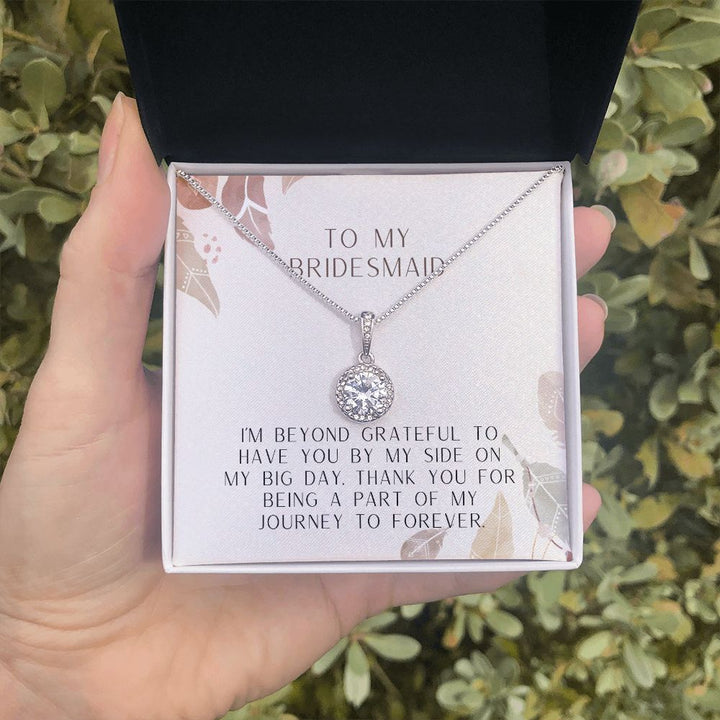 TO MY
BRIDESMAID
I'M BEYOND GRATEFUL TO
HAVE YOU BY MY SIDE ON
MY BIG DAY. THANK YOU FOR
BEING A PART OF MY
JOURNEY TO FOREVER.